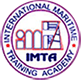 INTERNATIONAL MARITIME
IMTA
TRAINING ACADEMY